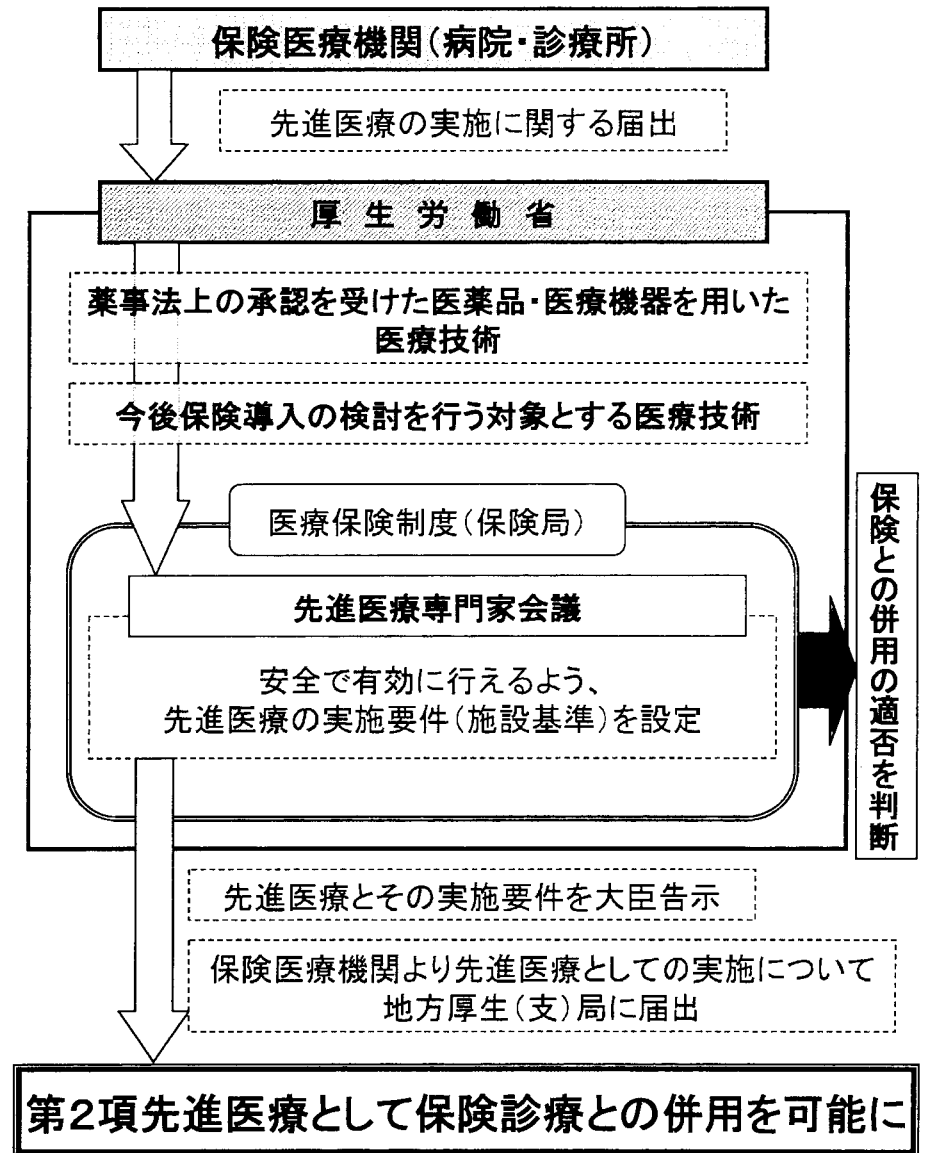 保険医療機関(病院・診療所)
先進医療の実施に関する届出
厚生労働省
薬事法上の承認を受けた医薬品・医療機器を用いた
医療技術
今後保険導入の検討を行う対象とする医療技術
医療保険制度(保険局)
先進医療専門家会議
安全で有効に行えるよう、
先進医療の実施要件(施設基準)を設定
保険との併用の適否を判断
先進医療とその実施要件を大臣告示
保険医療機関より先進医療としての実施について
地方厚生(支)局に届出
第2項先進医療として保険診療との併用を可能に